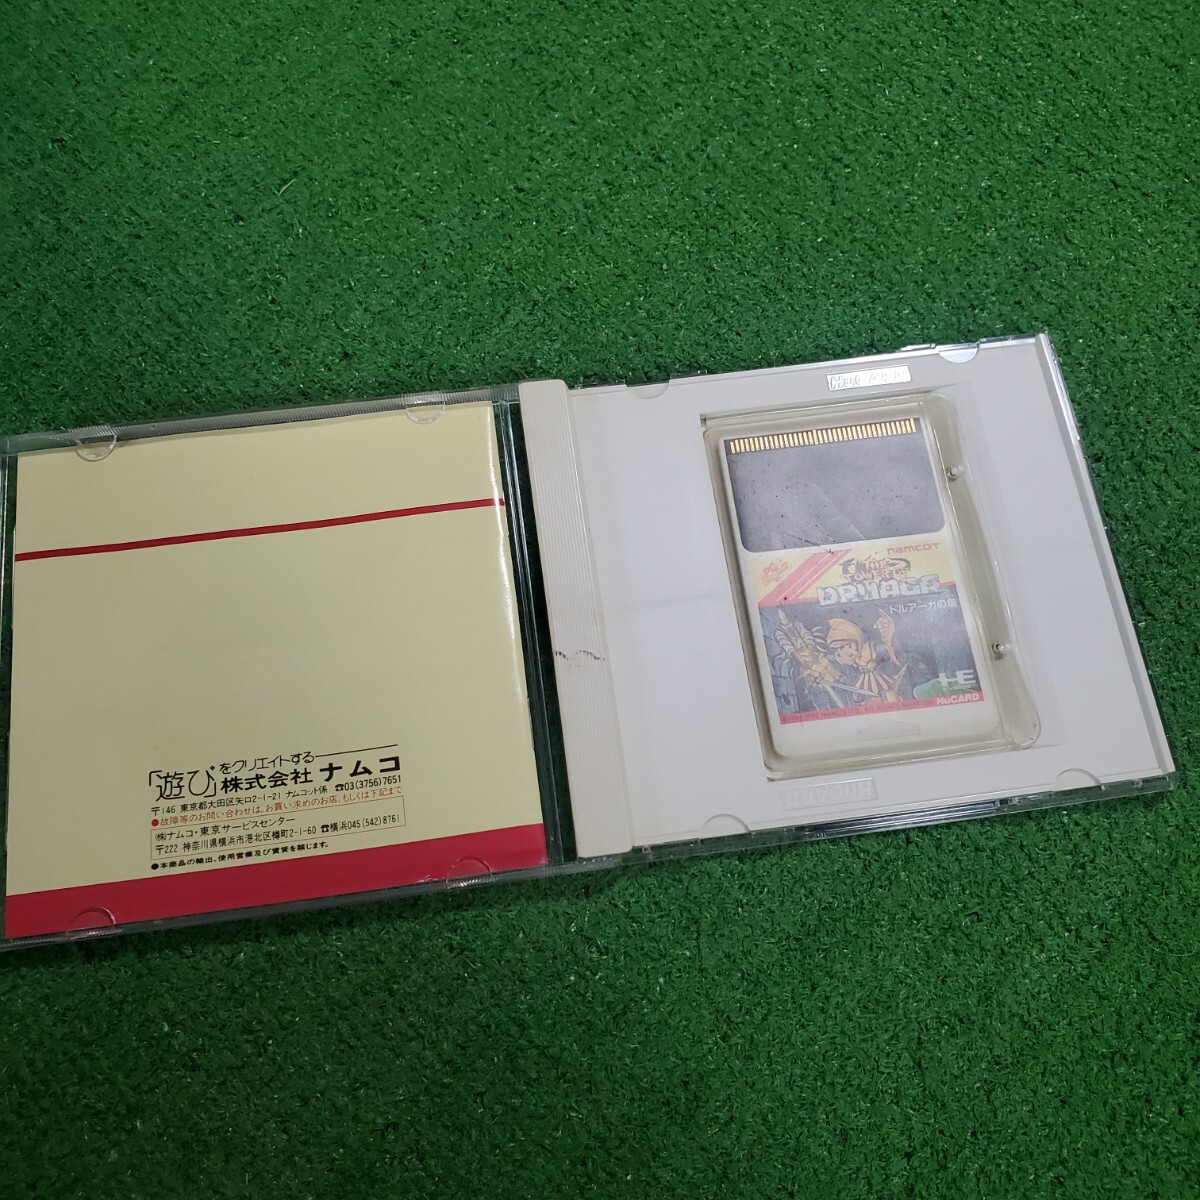 「遊び」をクリエイトする
株式会社 ナムコ
〒146 東京都大田区矢口2-1-21 ナムコット係 ☎03(3756)7651
●故障等のお問い合わせは、お買い求めのお店、もしくは下記まで
㈱ナムコ・東京サービスセンター
〒222 神奈川県横浜市港北区樽町2-1-60 ☎横浜045(542)8761
●本商品の輸出、使用営業及び賃貸を禁じます。
namcoT
THE
TOWER OF
DRUAGA
ドルアーガの塔
HE
HuCARD
HuCARD